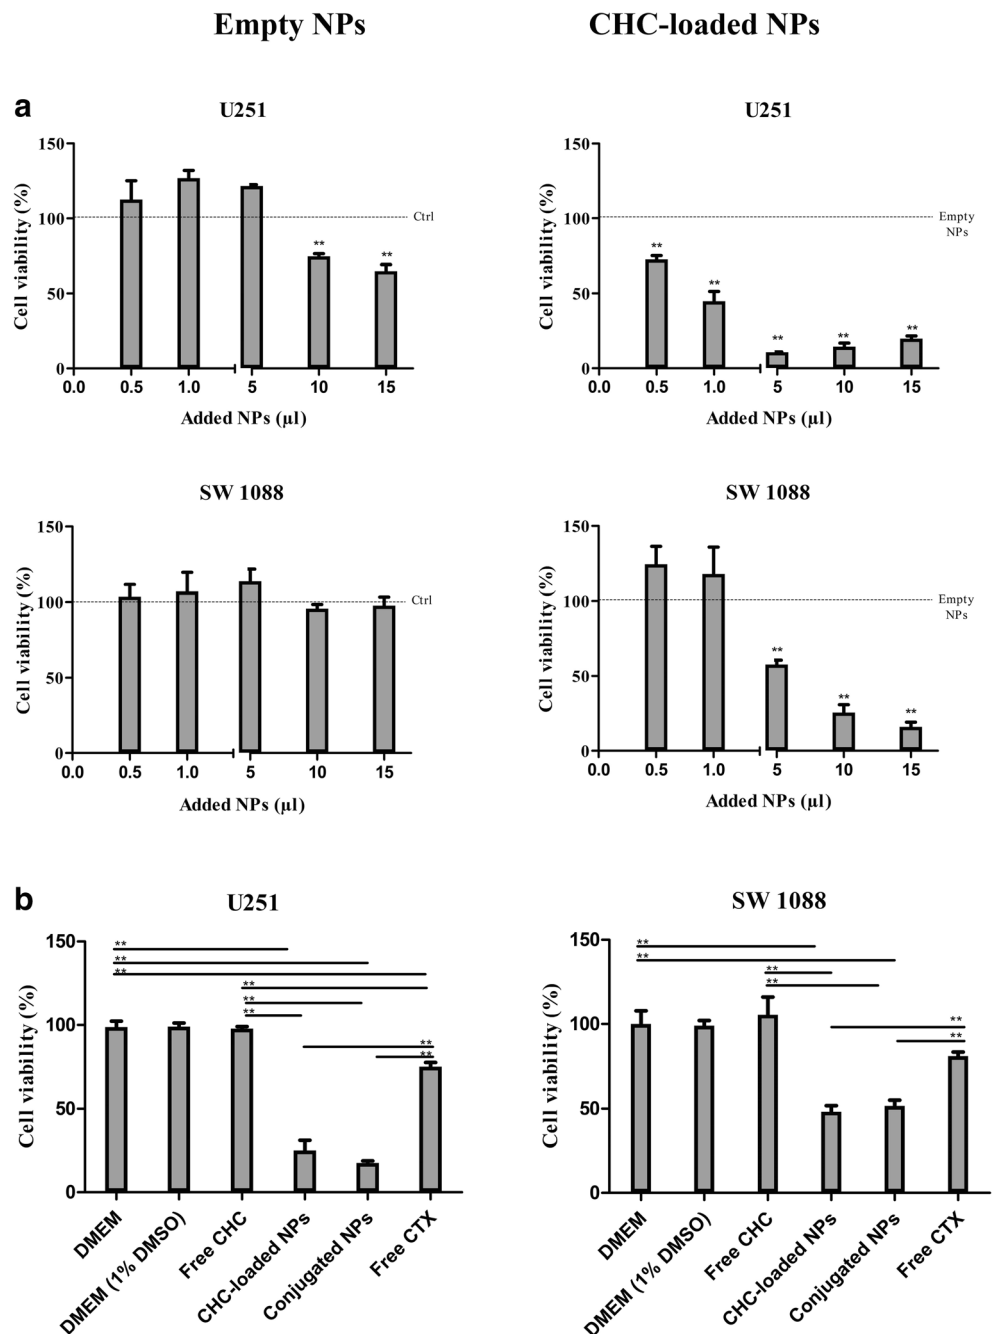 Empty NPs
CHC-loaded NPs
a
U251
150
100
50
0
Cell viability (%)
Ctrl
**
**
0.0
0.5
1.0
5
10
15
Added NPs (µl)
U251
150
100
50
0
Cell viability (%)
Empty
NPs
**
**
**
**
**
0.0
0.5
1.0
5
10
15
Added NPs (µl)
SW 1088
150
100
50
0
Cell viability (%)
Ctrl
0.0
0.5
1.0
5
10
15
Added NPs (µl)
SW 1088
150
100
50
0
Cell viability (%)
Empty
NPs
**
**
**
0.0
0.5
1.0
5
10
15
Added NPs (µl)
b
U251
150
100
50
0
Cell viability (%)
**
**
**
**
**
**
**
**
DMEM
DMEM (1% DMSO)
Free CHC
CHC-loaded NPs
Conjugated NPs
Free CTX
SW 1088
150
100
50
0
Cell viability (%)
**
**
**
**
**
**
DMEM
DMEM (1% DMSO)
Free CHC
CHC-loaded NPs
Conjugated NPs
Free CTX